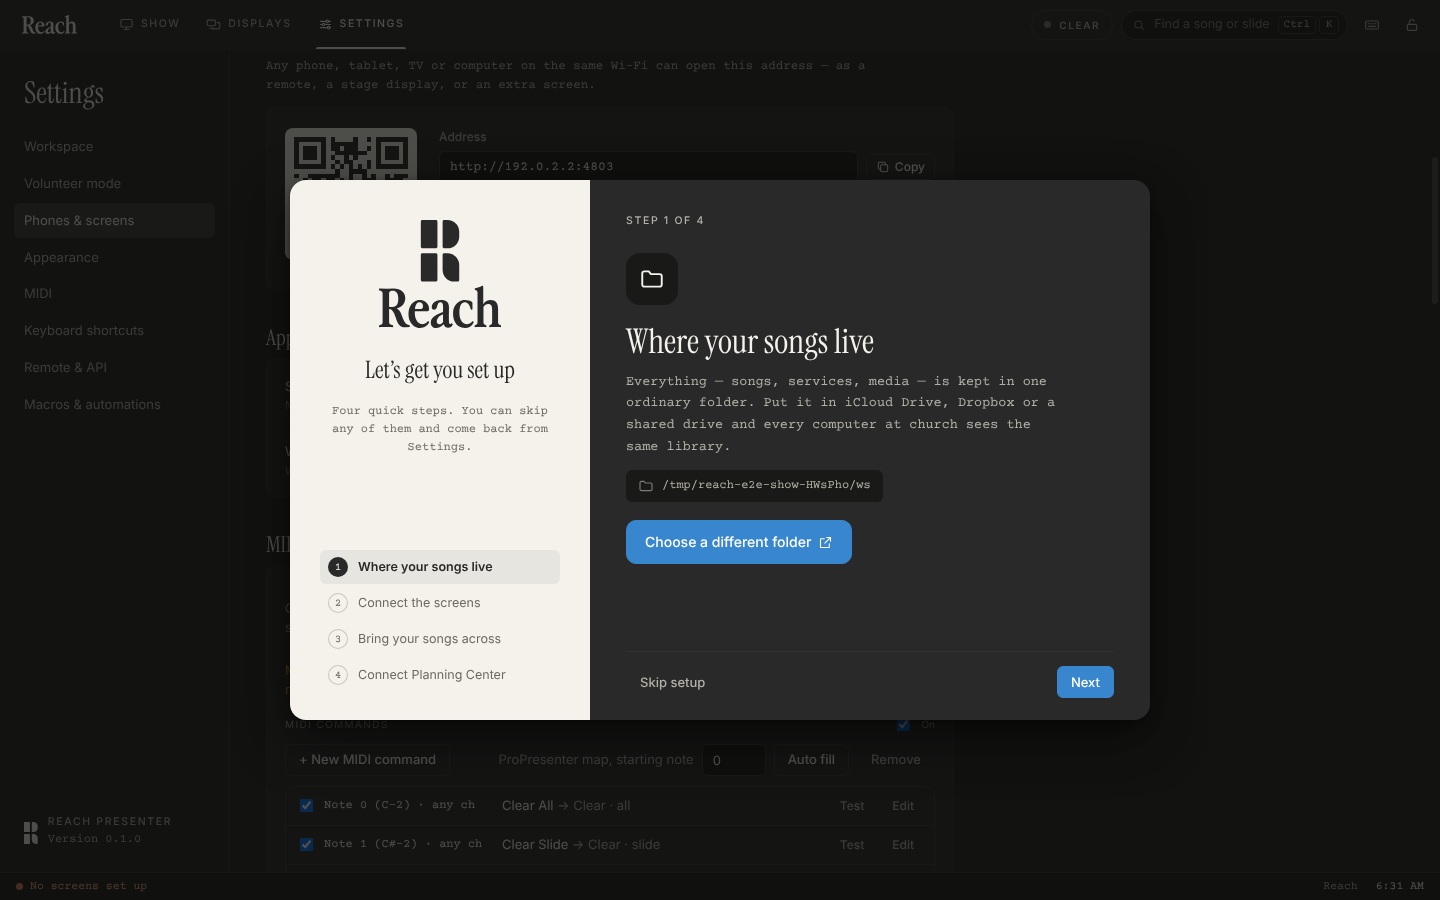 Reach
SHOW
DISPLAYS
SETTINGS
CLEAR
Find a song or slide
Ctrl
K
Settings
Workspace
Volunteer mode
Phones & screens
Appearance
MIDI
Keyboard shortcuts
Remote & API
Macros & automations
REACH PRESENTER
Version 0.1.0
Any phone, tablet, TV or computer on the same Wi-Fi can open this address — as a
remote, a stage display, or an extra screen.
Address
http://192.0.2.2:4803
Copy
Reach
Let's get you set up
Four quick steps. You can skip
any of them and come back from
Settings.
1 Where your songs live
2 Connect the screens
3 Bring your songs across
4 Connect Planning Center
STEP 1 OF 4
Where your songs live
Everything — songs, services, media — is kept in one
ordinary folder. Put it in iCloud Drive, Dropbox or a
shared drive and every computer at church sees the
same library.
/tmp/reach-e2e-show-HWsPho/ws
Choose a different folder
Skip setup
Next
MIDI COMMANDS
On
+ New MIDI command
ProPresenter map, starting note
0
Auto fill
Remove
Note 0 (C-2) · any ch
Clear All → Clear · all
Test
Edit
Note 1 (C#-2) · any ch
Clear Slide → Clear · slide
Test
Edit
No screens set up
Reach
6:31 AM